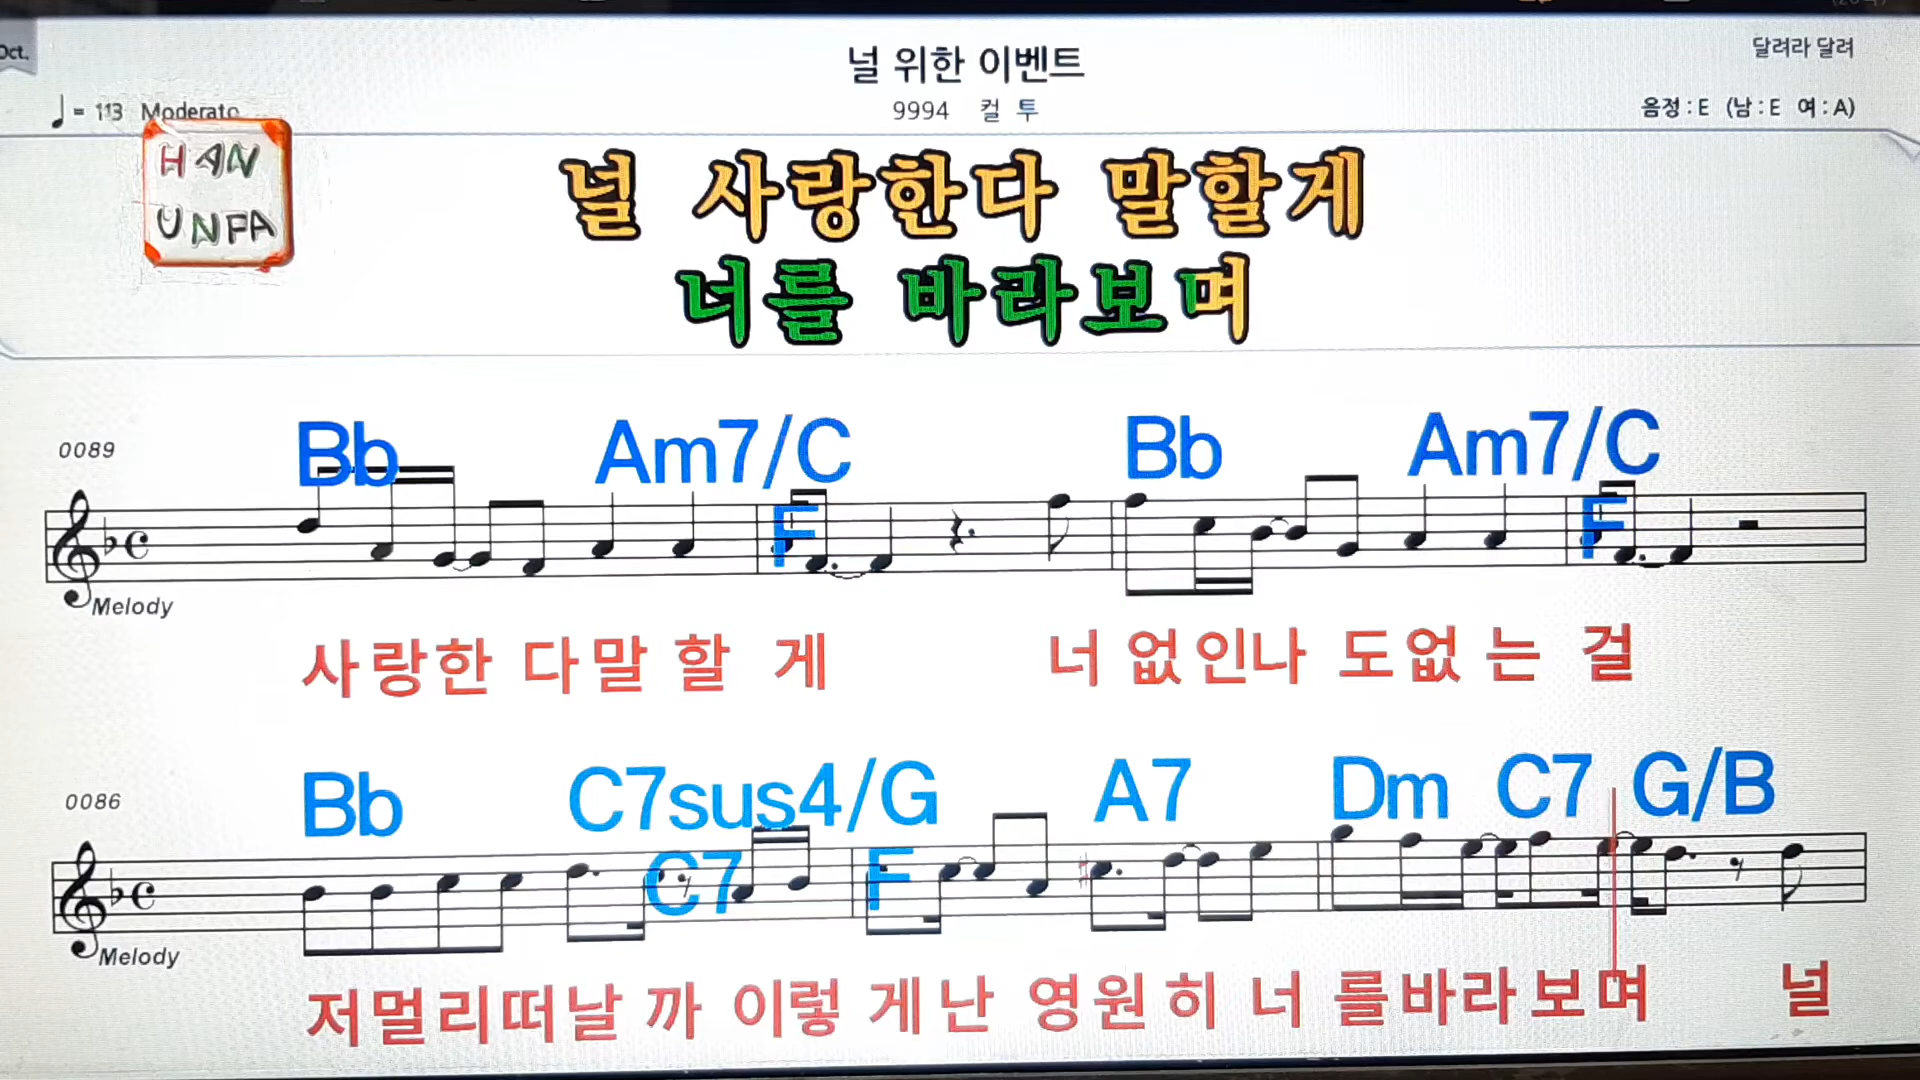 Oct.
널 위한 이벤트
달려라 달려
♩= 113 Moderato
9994 컬 투
음정 : E (남 : E 여 : A)
HAN
UNFA
널 사랑한다 말할게
너를 바라보며
0089
Bb Am7/C F Bb Am7/C F
Melody
사랑한 다말 할 게 너 없인나 도없 는 걸
0086
Bb C7sus4/G C7 F A7 Dm C7 G/B
Melody
저멀리떠날 까 이렇 게난 영원히 너 를바라보며 널